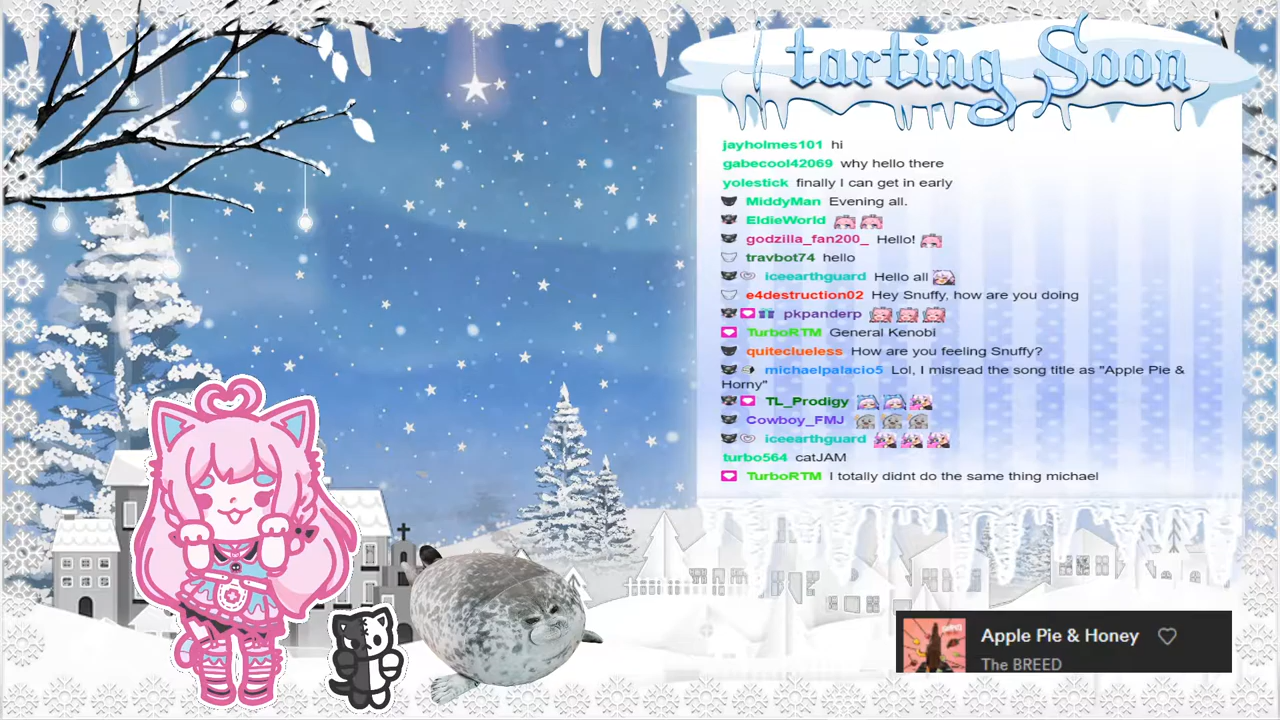 Starting Soon
jayholmes101 hi
gabecool42069 why hello there
yolestick finally I can get in early
MiddyMan Evening all.
EldieWorld
godzilla_fan200_ Hello!
travbot74 hello
iceearthguard Hello all
e4destruction02 Hey Snuffy, how are you doing
pkpanderp
TurboRTM General Kenobi
quiteclueless How are you feeling Snuffy?
michaelpalacio5 Lol, I misread the song title as "Apple Pie &
Horny"
TL_Prodigy
Cowboy_FMJ
iceearthguard
turbo564 catJAM
TurboRTM I totally didnt do the same thing michael
Apple Pie & Honey
The BREED